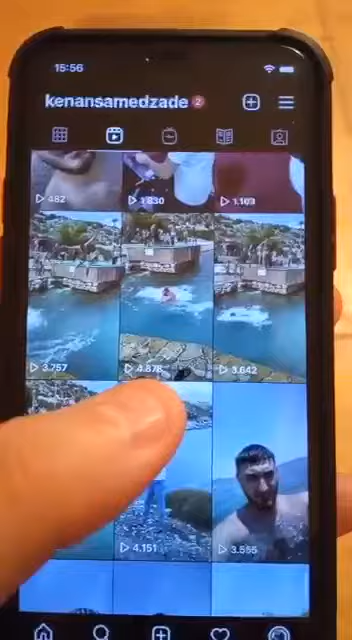 15:56
kenansamedzade 2
482 1.830 1.103
3.757 4.878 3.642
4.151 3.555